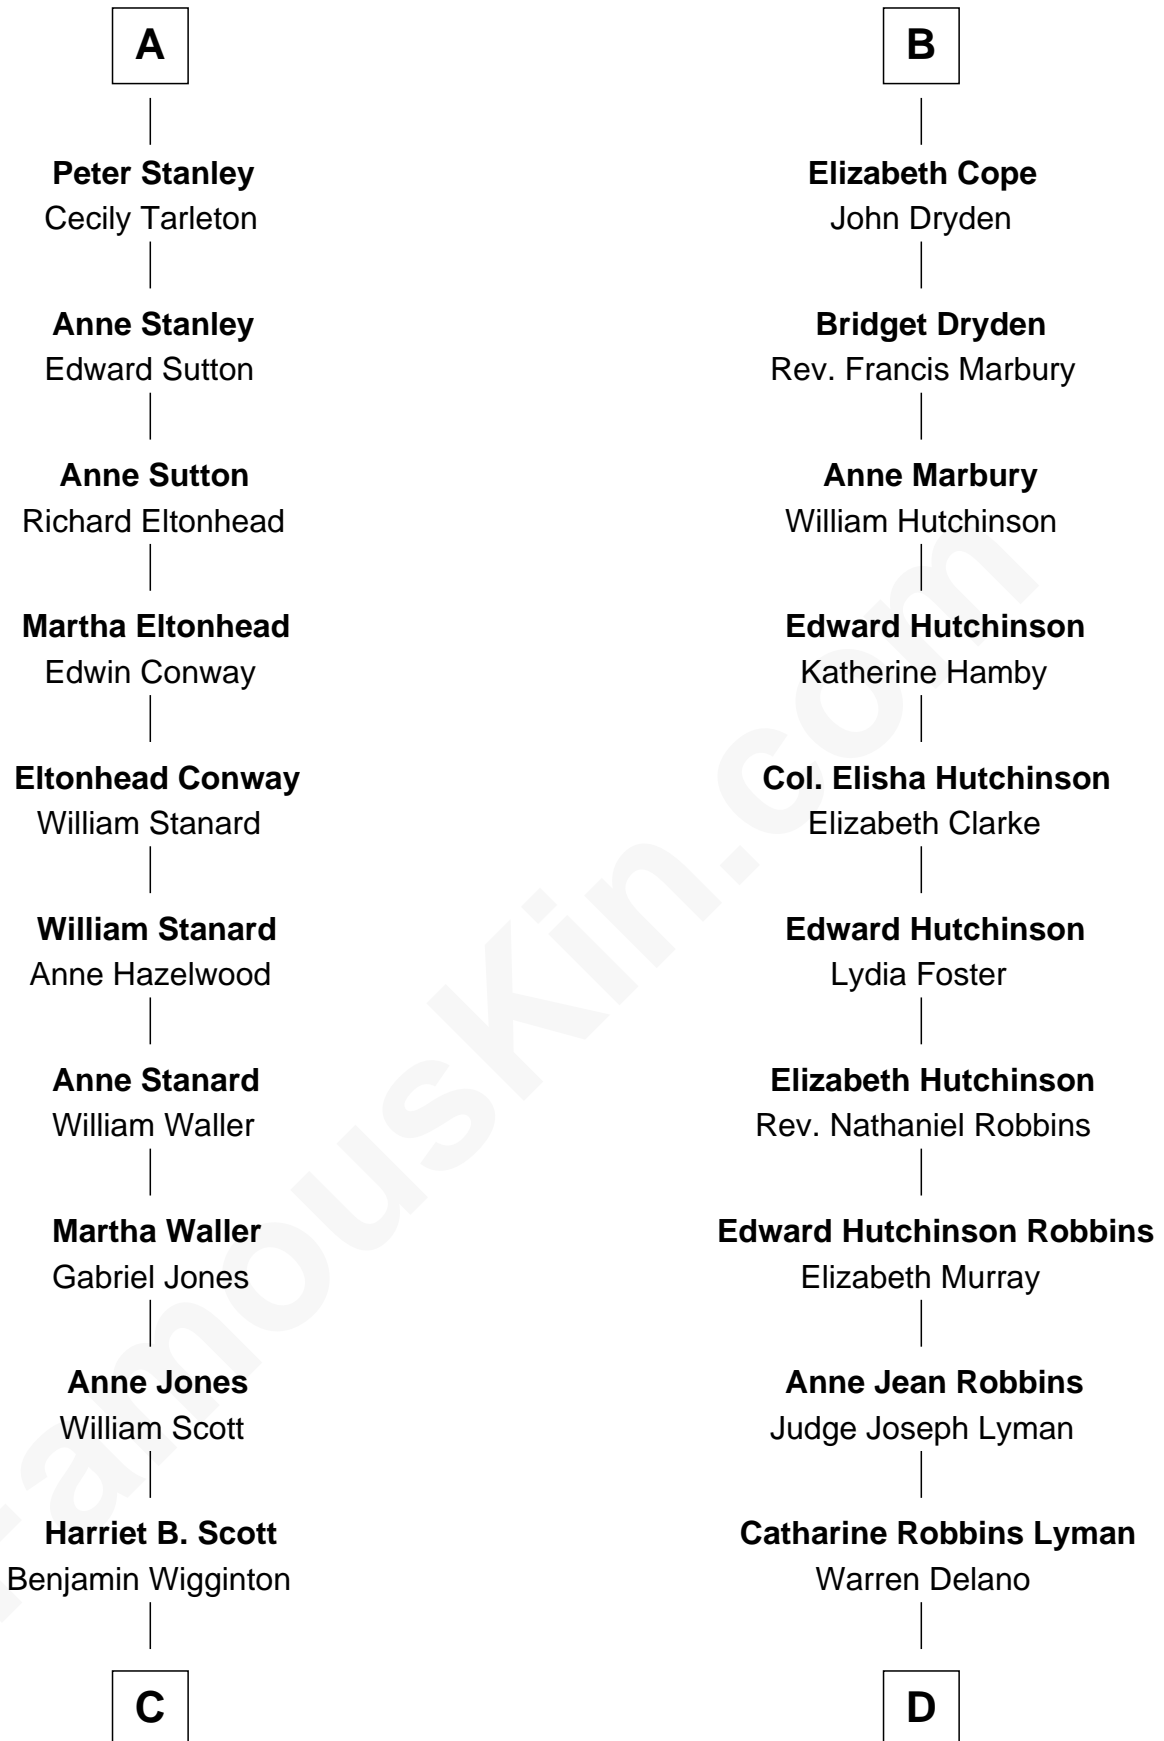 A
Peter Stanley
Cecily Tarleton
Anne Stanley
Edward Sutton
Anne Sutton
Richard Eltonhead
Martha Eltonhead
Edwin Conway
Eltonhead Conway
William Stanard
William Stanard
Anne Hazelwood
Anne Stanard
William Waller
Martha Waller
Gabriel Jones
Anne Jones
William Scott
Harriet B. Scott
Benjamin Wigginton
C
B
Elizabeth Cope
John Dryden
Bridget Dryden
Rev. Francis Marbury
Anne Marbury
William Hutchinson
Edward Hutchinson
Katherine Hamby
Col. Elisha Hutchinson
Elizabeth Clarke
Edward Hutchinson
Lydia Foster
Elizabeth Hutchinson
Rev. Nathaniel Robbins
Edward Hutchinson Robbins
Elizabeth Murray
Anne Jean Robbins
Judge Joseph Lyman
Catharine Robbins Lyman
Warren Delano
D
FamousKin.com